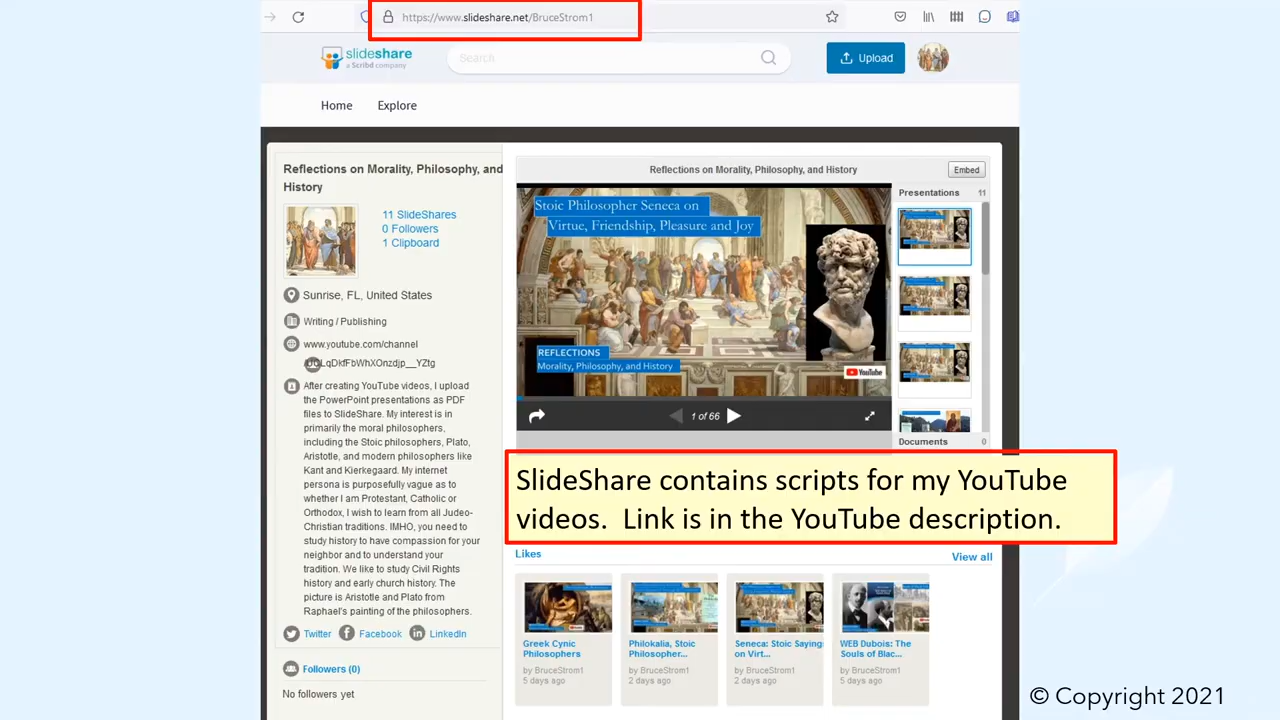 https://www.slideshare.net/BruceStrom1
slideshare
a Scribd company
Search
Upload
Home
Explore
Reflections on Morality, Philosophy, and
History
11 SlideShares
0 Followers
1 Clipboard
Sunrise, FL, United States
Writing / Publishing
www.youtube.com/channel
LqDkfFbWhXOnzdjp__YZtg
After creating YouTube videos, I upload
the PowerPoint presentations as PDF
files to SlideShare. My interest is in
primarily the moral philosophers,
including the Stoic philosophers, Plato,
Aristotle, and modern philosophers like
Kant and Kierkegaard. My internet
persona is purposefully vague as to
whether I am Protestant, Catholic or
Orthodox, I wish to learn from all Judeo-
Christian traditions. IMHO, you need to
study history to have compassion for your
neighbor and to understand your
tradition. We like to study Civil Rights
history and early church history. The
picture is Aristotle and Plato from
Raphael's painting of the philosophers.
Twitter
Facebook
LinkedIn
Followers (0)
No followers yet
Reflections on Morality, Philosophy, and History
Embed
Stoic Philosopher Seneca on
Virtue, Friendship, Pleasure and Joy
REFLECTIONS
Morality, Philosophy, and History
YouTube
1 of 66
Presentations 11
Documents 0
SlideShare contains scripts for my YouTube
videos. Link is in the YouTube description.
Likes
View all
Greek Cynic
Philosophers
by BruceStrom1
5 days ago
Philokalia, Stoic
Philosopher...
by BruceStrom1
2 days ago
Seneca: Stoic Sayings
on Virt...
by BruceStrom1
2 days ago
WEB Dubois: The
Souls of Blac...
by BruceStrom1
5 days ago
© Copyright 2021